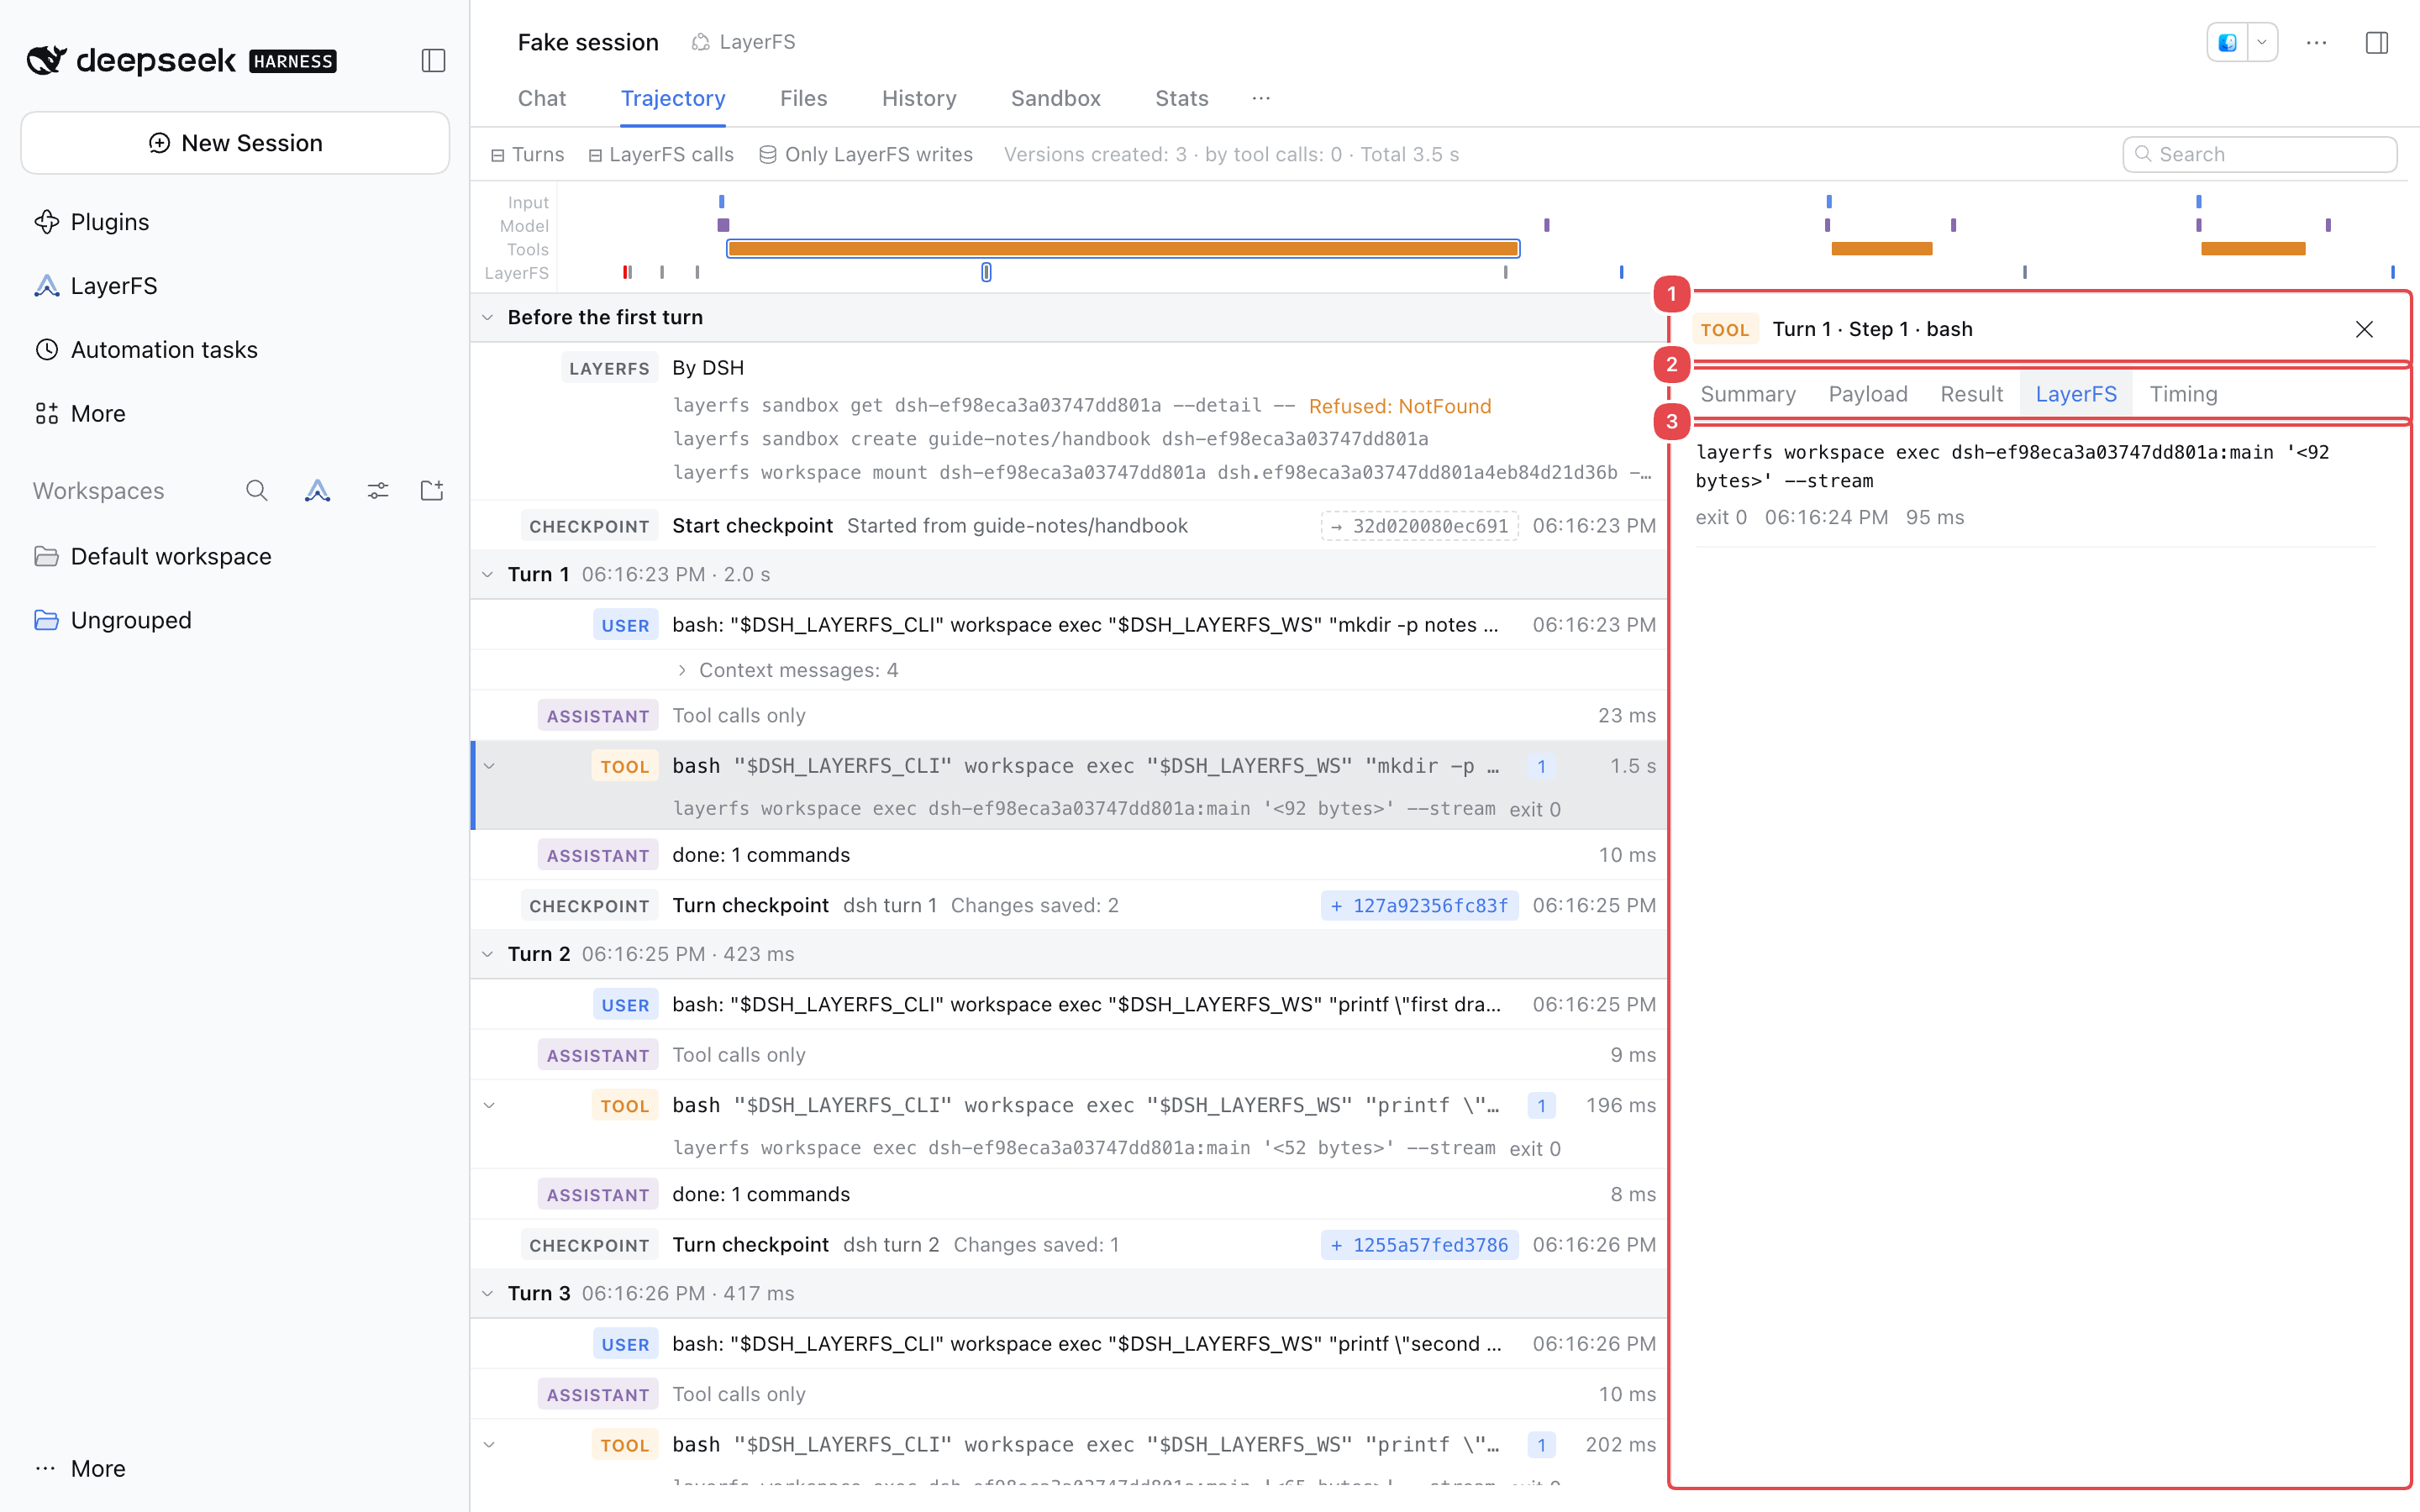 deepseek HARNESS
New Session
Plugins
LayerFS
Automation tasks
More
Workspaces
Default workspace
Ungrouped
More
Fake session LayerFS
Chat Trajectory Files History Sandbox Stats ...
Turns LayerFS calls Only LayerFS writes Versions created: 3 · by tool calls: 0 · Total 3.5 s Search
Input
Model
Tools
LayerFS
Before the first turn
LAYERFS By DSH
layerfs sandbox get dsh-ef98eca3a03747dd801a --detail -- Refused: NotFound
layerfs sandbox create guide-notes/handbook dsh-ef98eca3a03747dd801a
layerfs workspace mount dsh-ef98eca3a03747dd801a dsh.ef98eca3a03747dd801a4eb84d21d36b -…
CHECKPOINT Start checkpoint Started from guide-notes/handbook → 32d020080ec691 06:16:23 PM
Turn 1 06:16:23 PM · 2.0 s
USER bash: "$DSH_LAYERFS_CLI" workspace exec "$DSH_LAYERFS_WS" "mkdir -p notes ... 06:16:23 PM
Context messages: 4
ASSISTANT Tool calls only 23 ms
TOOL bash "$DSH_LAYERFS_CLI" workspace exec "$DSH_LAYERFS_WS" "mkdir -p … 1 1.5 s
layerfs workspace exec dsh-ef98eca3a03747dd801a:main '<92 bytes>' --stream exit 0
ASSISTANT done: 1 commands 10 ms
CHECKPOINT Turn checkpoint dsh turn 1 Changes saved: 2 + 127a92356fc83f 06:16:25 PM
Turn 2 06:16:25 PM · 423 ms
USER bash: "$DSH_LAYERFS_CLI" workspace exec "$DSH_LAYERFS_WS" "printf \"first dra... 06:16:25 PM
ASSISTANT Tool calls only 9 ms
TOOL bash "$DSH_LAYERFS_CLI" workspace exec "$DSH_LAYERFS_WS" "printf \"… 1 196 ms
layerfs workspace exec dsh-ef98eca3a03747dd801a:main '<52 bytes>' --stream exit 0
ASSISTANT done: 1 commands 8 ms
CHECKPOINT Turn checkpoint dsh turn 2 Changes saved: 1 + 1255a57fed3786 06:16:26 PM
Turn 3 06:16:26 PM · 417 ms
USER bash: "$DSH_LAYERFS_CLI" workspace exec "$DSH_LAYERFS_WS" "printf \"second ... 06:16:26 PM
ASSISTANT Tool calls only 10 ms
TOOL bash "$DSH_LAYERFS_CLI" workspace exec "$DSH_LAYERFS_WS" "printf \"… 1 202 ms
1
TOOL Turn 1 · Step 1 · bash
2
Summary Payload Result LayerFS Timing
3
layerfs workspace exec dsh-ef98eca3a03747dd801a:main '<92
bytes>' --stream
exit 0 06:16:24 PM 95 ms